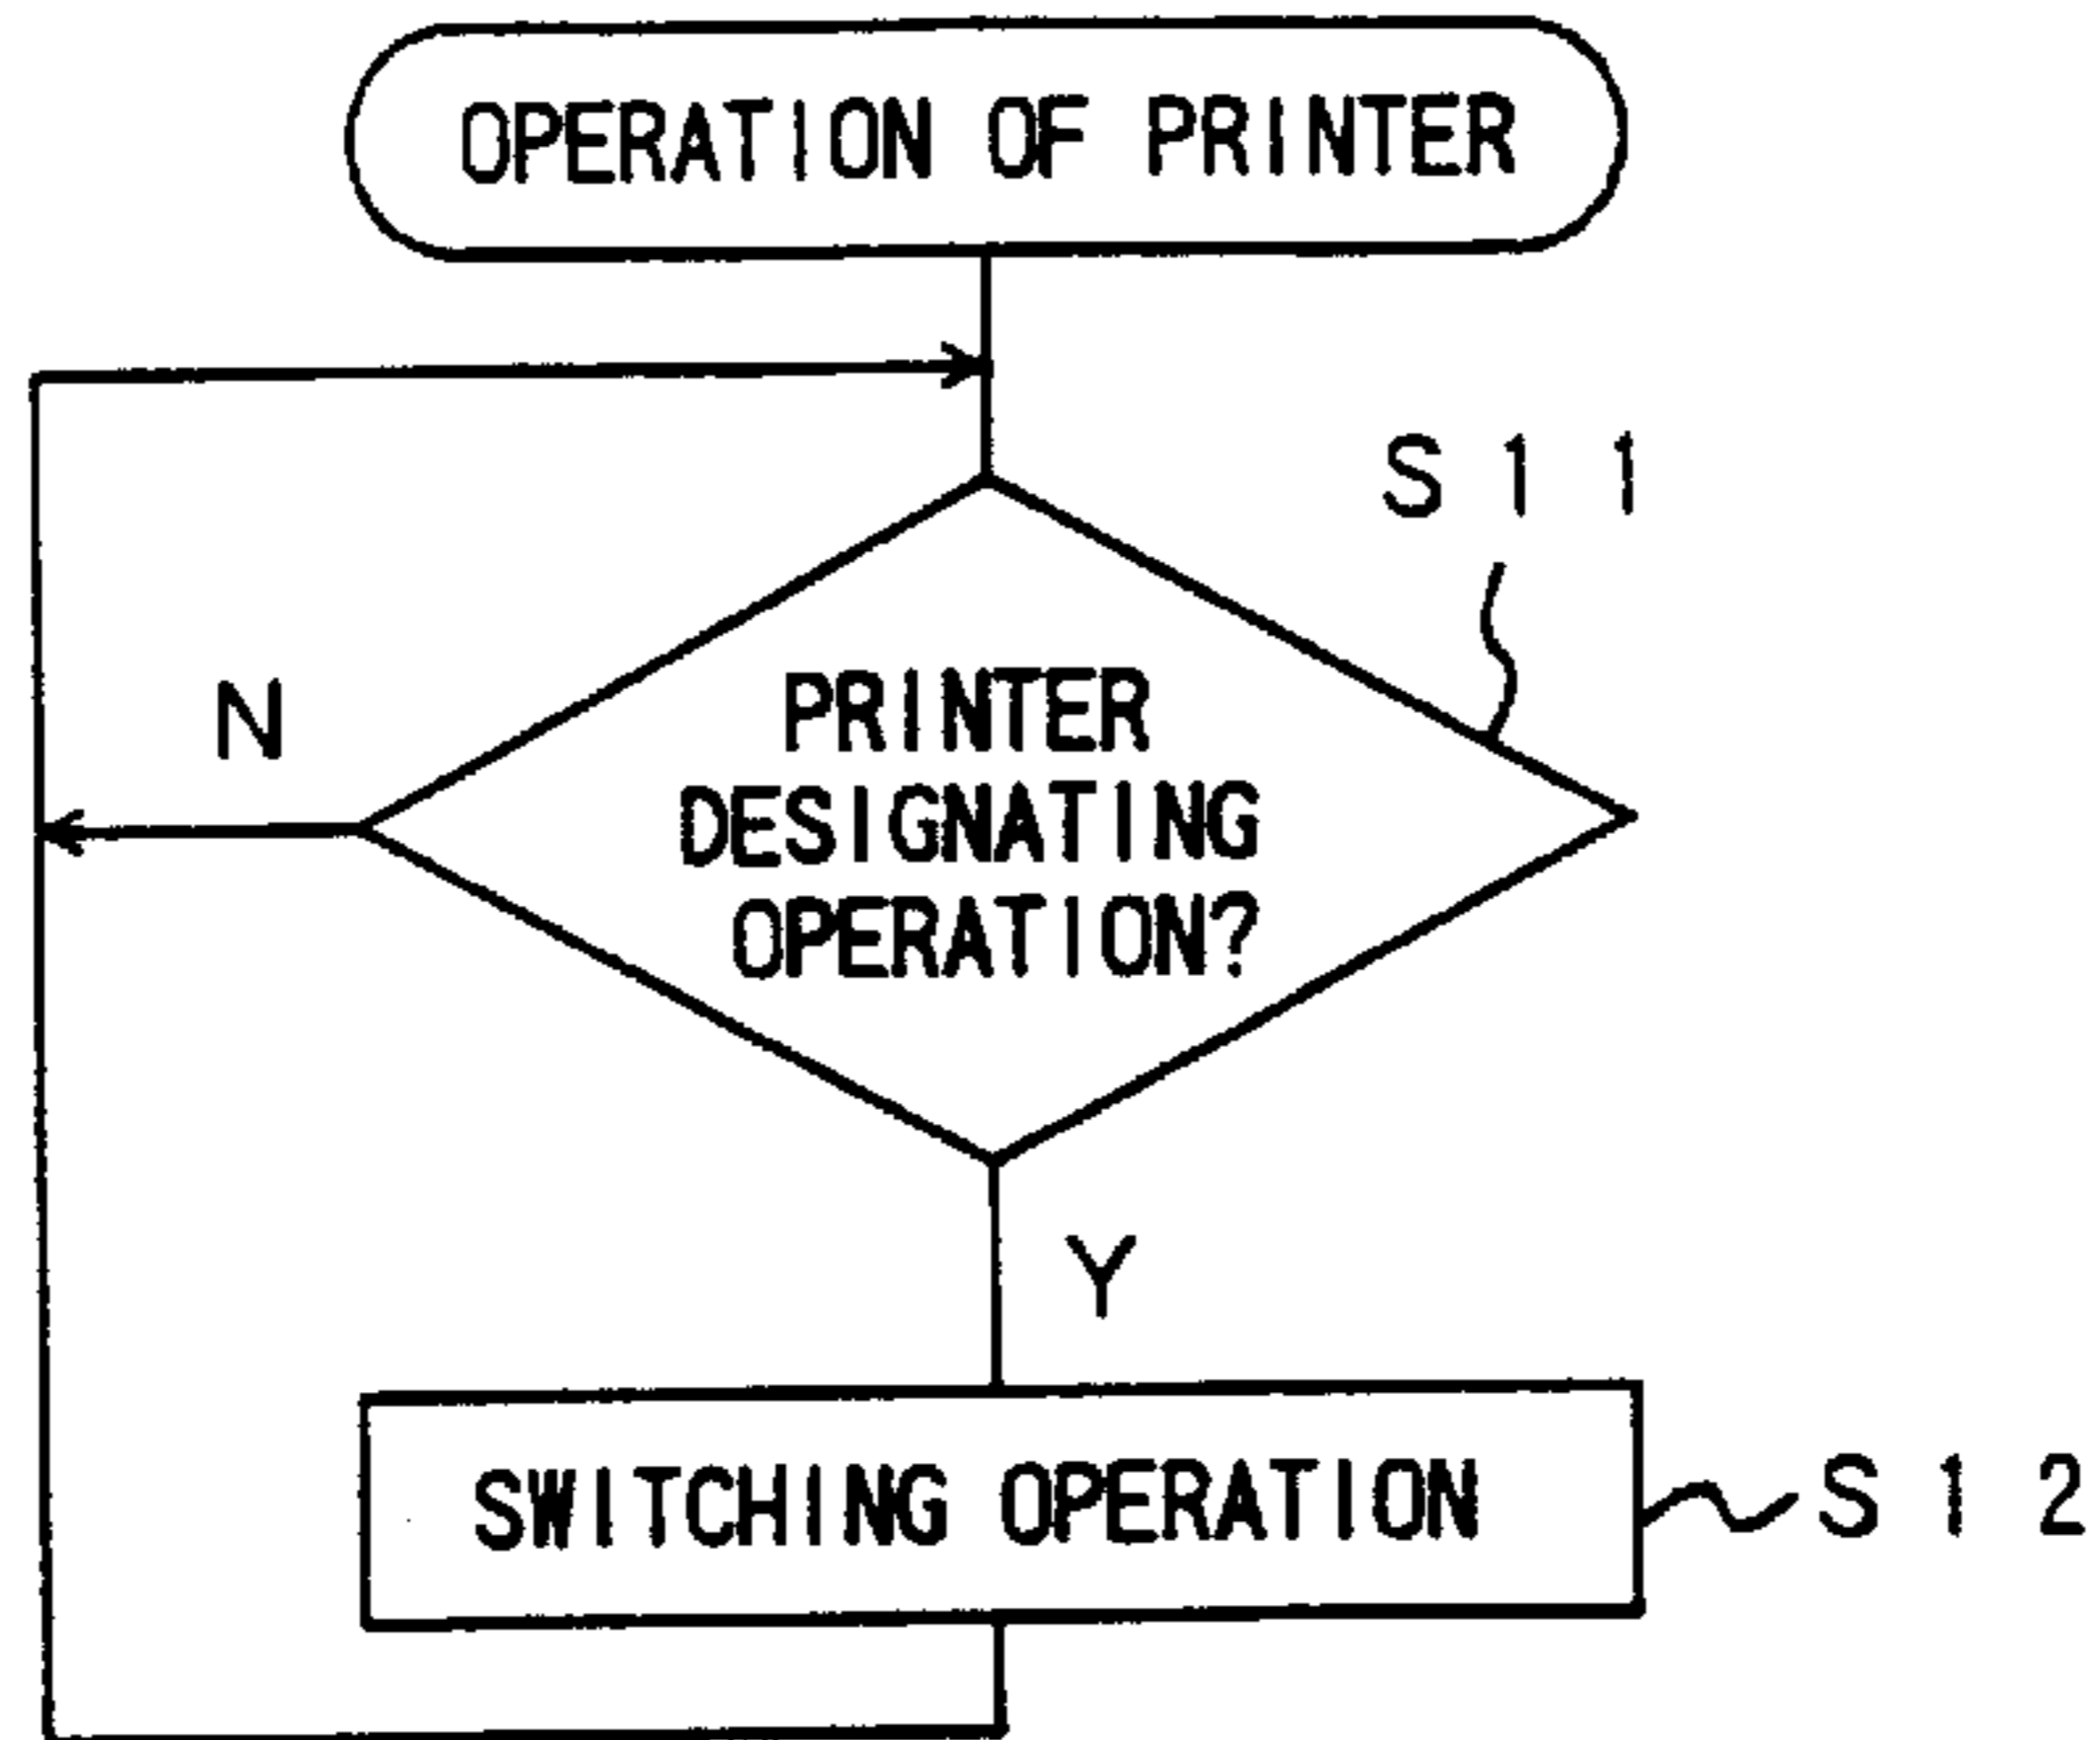 OPERATION OF PRINTER
S11
N
PRINTER
DESIGNATING
OPERATION?
Y
SWITCHING OPERATION
S12